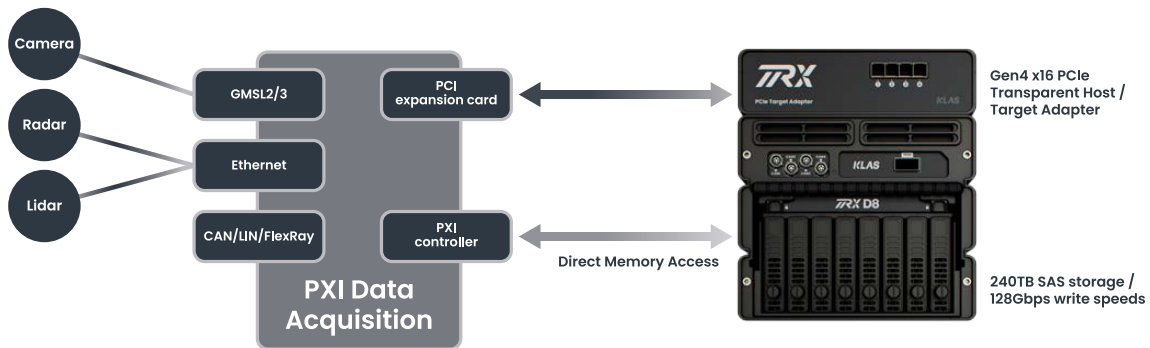 Camera
Radar
Lidar
GMSL2/3
Ethernet
CAN/LIN/FlexRay
PCI
expansion card
PXI
controller
PXI Data
Acquisition
Direct Memory Access
TRX
PCIe Target Adapter
KLAS
KLAS
TRX D8
Gen4 x16 PCIe
Transparent Host /
Target Adapter
240TB SAS storage /
128Gbps write speeds